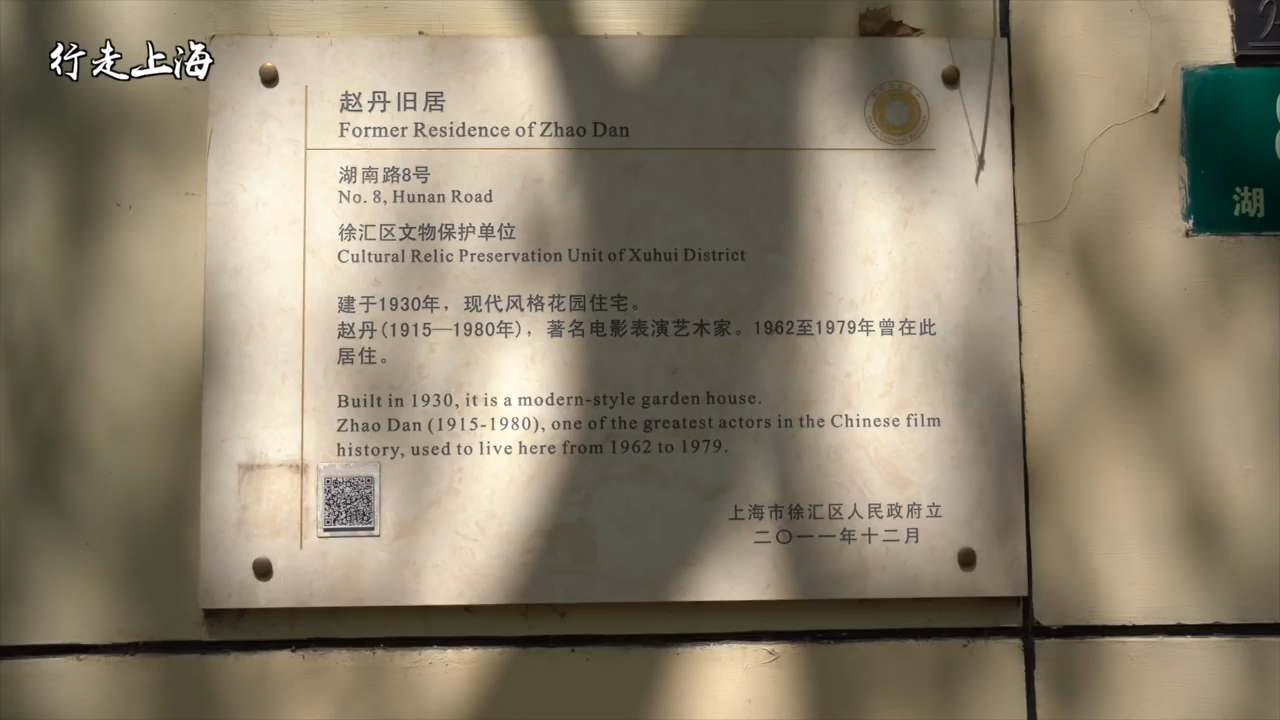 行走上海
赵丹旧居
Former Residence of Zhao Dan
湖南路8号
No. 8, Hunan Road
徐汇区文物保护单位
Cultural Relic Preservation Unit of Xuhui District
建于1930年，现代风格花园住宅。
赵丹(1915—1980年)，著名电影表演艺术家。1962至1979年曾在此
居住。
Built in 1930, it is a modern-style garden house.
Zhao Dan (1915-1980), one of the greatest actors in the Chinese film
history, used to live here from 1962 to 1979.
上海市徐汇区人民政府立
二〇一一年十二月
湖